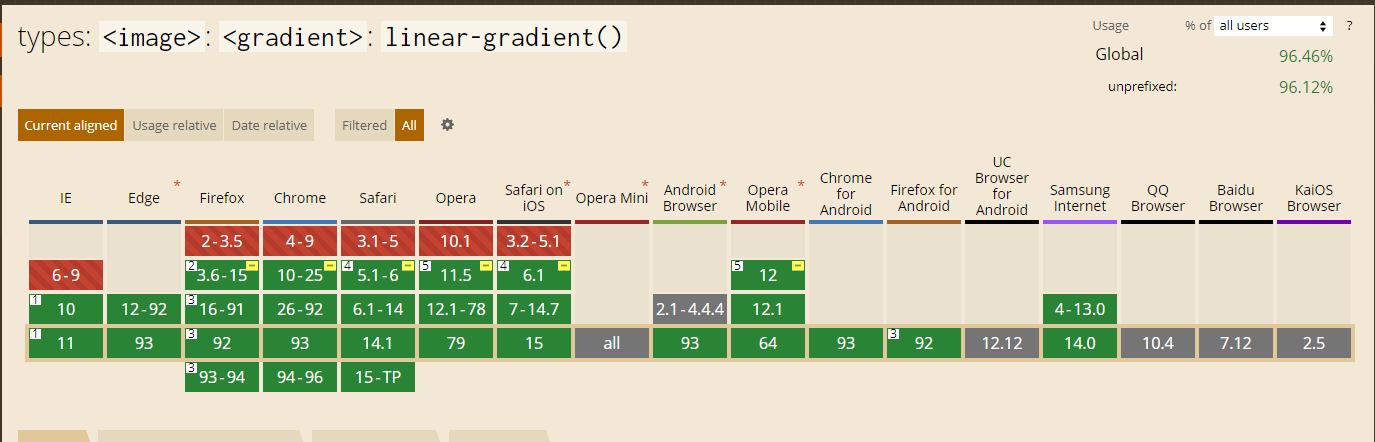 types: <image>: <gradient>: linear-gradient()
Usage % of all users ?
Global 96.46%
unprefixed: 96.12%
Current aligned Usage relative Date relative Filtered All
IE Edge * Firefox Chrome Safari Opera Safari on iOS * Opera Mini * Android Browser * Opera Mobile * Chrome for Android Firefox for Android UC Browser for Android Samsung Internet QQ Browser Baidu Browser KaiOS Browser
2-3.5 4-9 3.1-5 10.1 3.2-5.1
6-9 2 3.6-15 10-25 4 5.1-6 5 11.5 4 6.1 5 12
1 10 12-92 3 16-91 26-92 6.1-14 12.1-78 7-14.7 2.1-4.4.4 12.1 4-13.0
1 11 93 3 92 93 14.1 79 15 all 93 64 93 3 92 12.12 14.0 10.4 7.12 2.5
3 93-94 94-96 15-TP